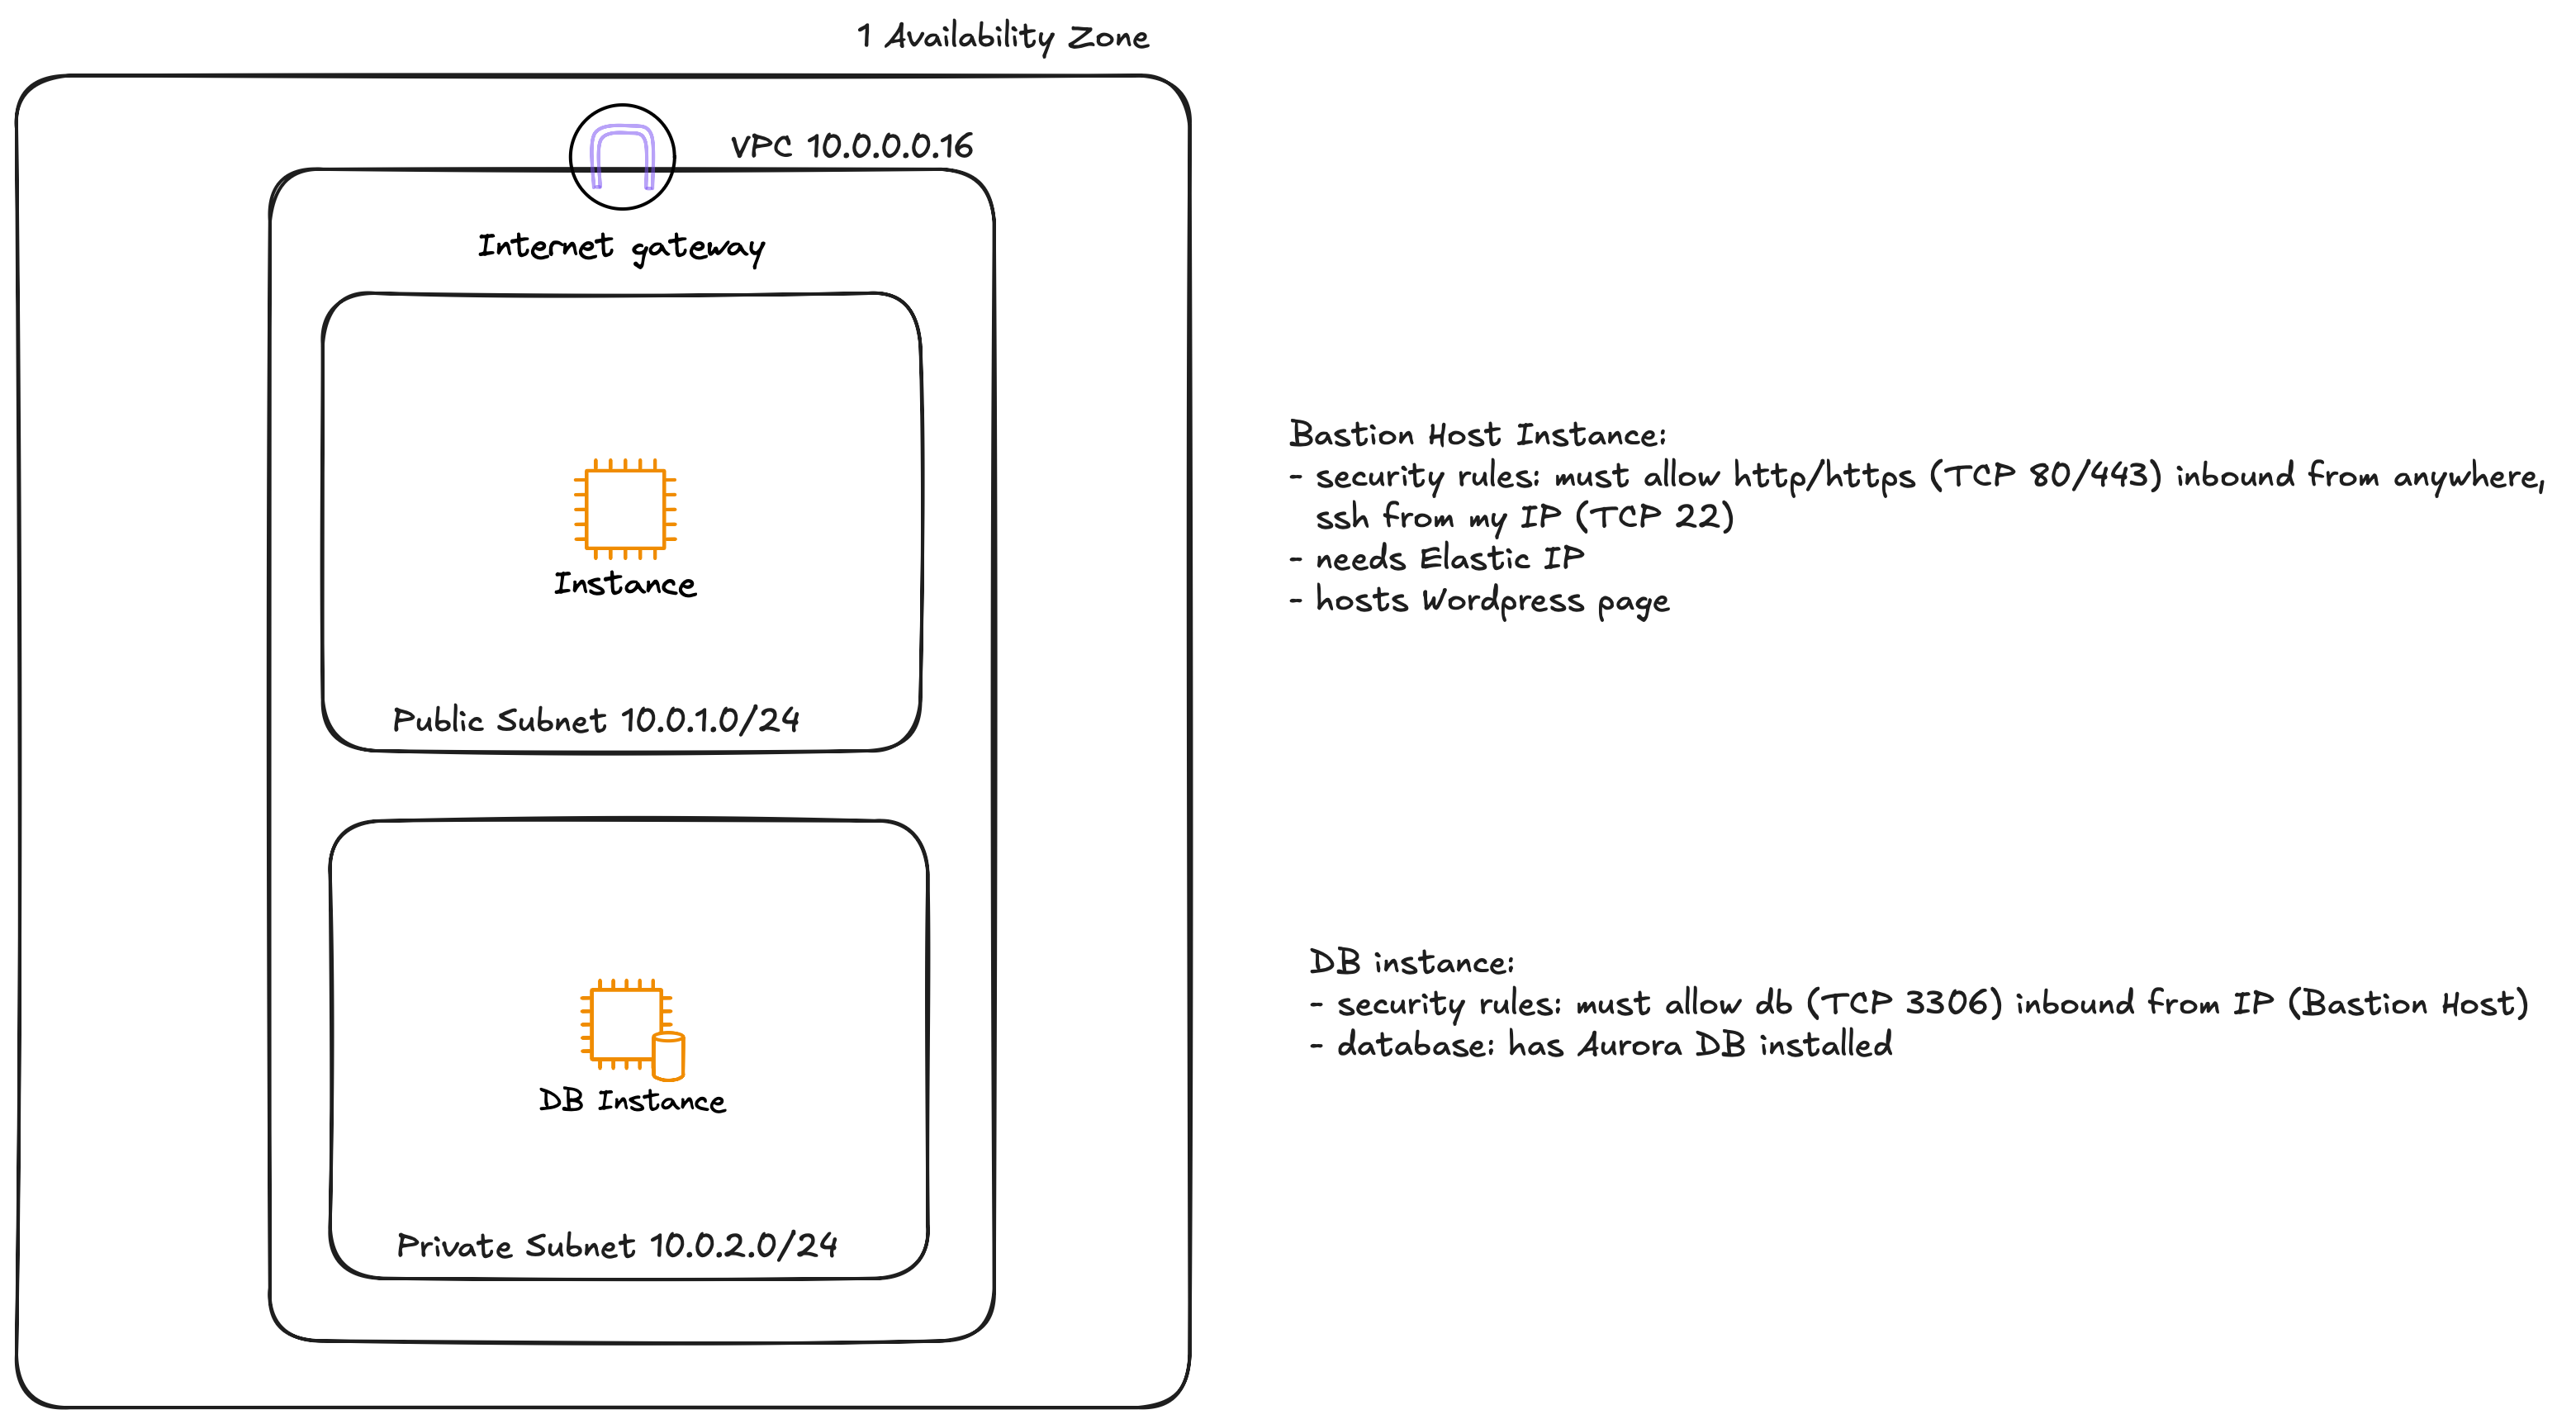 1 Availability Zone
VPC 10.0.0.0.16
Internet gateway
Instance
Public Subnet 10.0.1.0/24
Bastion Host Instance:
- security rules: must allow http/https (TCP 80/443) inbound from anywhere,
ssh from my IP (TCP 22)
- needs Elastic IP
- hosts Wordpress page
DB Instance
Private Subnet 10.0.2.0/24
DB instance:
- security rules: must allow db (TCP 3306) inbound from IP (Bastion Host)
- database: has Aurora DB installed